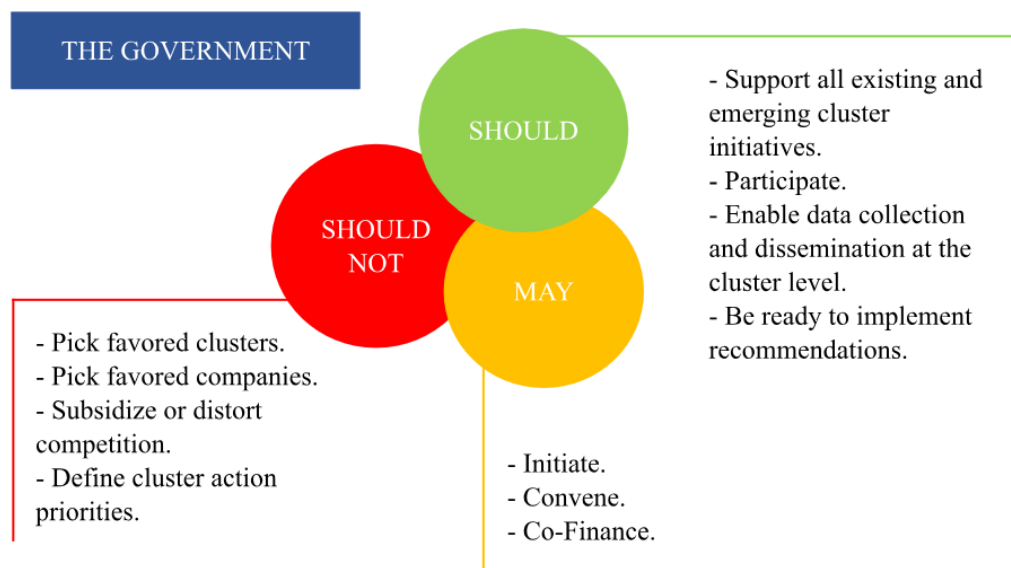 THE GOVERNMENT
SHOULD
- Support all existing and
emerging cluster
initiatives.
- Participate.
- Enable data collection
and dissemination at the
cluster level.
- Be ready to implement
recommendations.
SHOULD
NOT
- Pick favored clusters.
- Pick favored companies.
- Subsidize or distort
competition.
- Define cluster action
priorities.
MAY
- Initiate.
- Convene.
- Co-Finance.